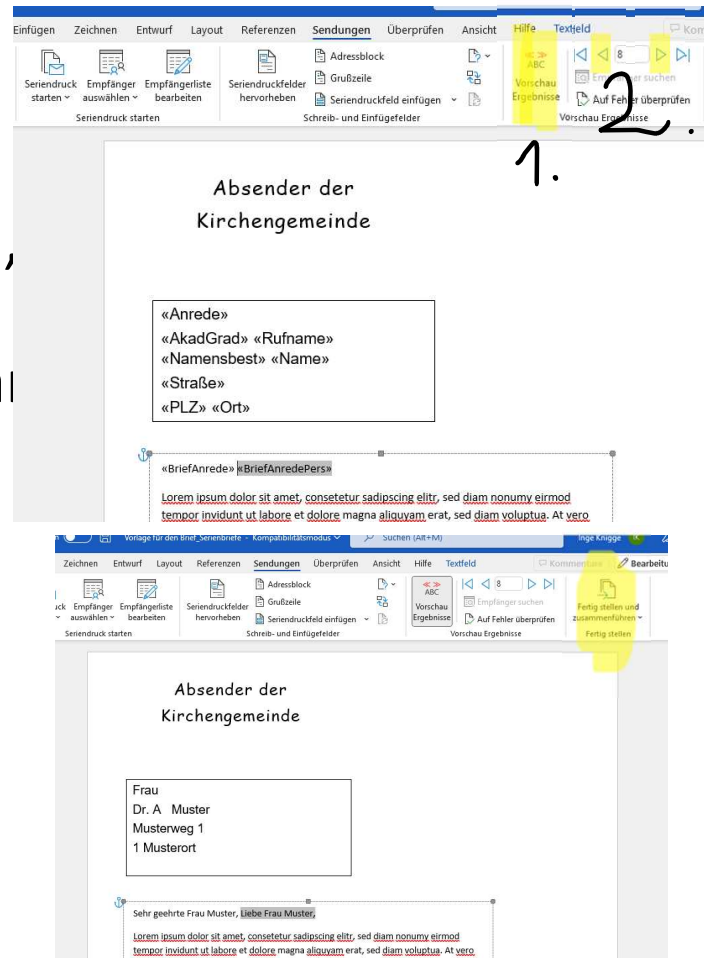 Einfügen Zeichnen Entwurf Layout Referenzen Sendungen Überprüfen Ansicht Hilfe Textfeld
Seriendruck starten
Empfänger auswählen
Empfängerliste bearbeiten
Seriendruckfelder hervorheben
Adressblock
Grußzeile
Seriendruckfeld einfügen
ABC
Vorschau Ergebnisse
8
Empfänger suchen
Auf Fehler überprüfen
Seriendruck starten
Schreib- und Einfügefelder
Vorschau Ergebnisse
1.
2.
Absender der
Kirchengemeinde
«Anrede»
«AkadGrad» «Rufname»
«Namensbest» «Name»
«Straße»
«PLZ» «Ort»
«BriefAnrede» «BriefAnredePers»
Lorem ipsum dolor sit amet, consetetur sadipscing elitr, sed diam nonumy eirmod
tempor invidunt ut labore et dolore magna aliquyam erat, sed diam voluptua. At vero
Vorlage für den Brief_Serienbriefe - Kompatibilitätsmodus
Suchen (Alt+M)
Inge Knigge
Zeichnen Entwurf Layout Referenzen Sendungen Überprüfen Ansicht Hilfe Textfeld
Empfänger auswählen
Empfängerliste bearbeiten
Seriendruckfelder hervorheben
Adressblock
Grußzeile
Seriendruckfeld einfügen
ABC
Vorschau Ergebnisse
8
Empfänger suchen
Auf Fehler überprüfen
Fertig stellen und
zusammenführen
Seriendruck starten
Schreib- und Einfügefelder
Vorschau Ergebnisse
Fertig stellen
Absender der
Kirchengemeinde
Frau
Dr. A Muster
Musterweg 1
1 Musterort
Sehr geehrte Frau Muster, Liebe Frau Muster,
Lorem ipsum dolor sit amet, consetetur sadipscing elitr, sed diam nonumy eirmod
tempor invidunt ut labore et dolore magna aliquyam erat, sed diam voluptua. At vero